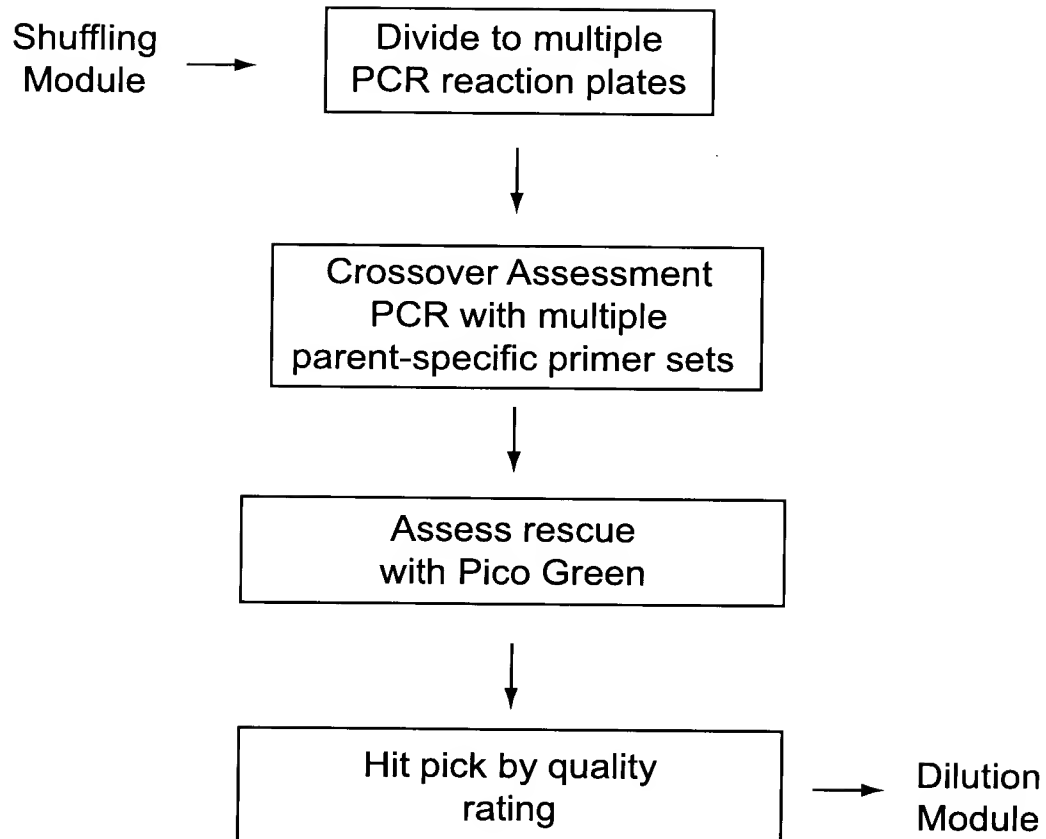 Shuffling
Module
Divide to multiple
PCR reaction plates
Crossover Assessment
PCR with multiple
parent-specific primer sets
Assess rescue
with Pico Green
Hit pick by quality
rating
Dilution
Module